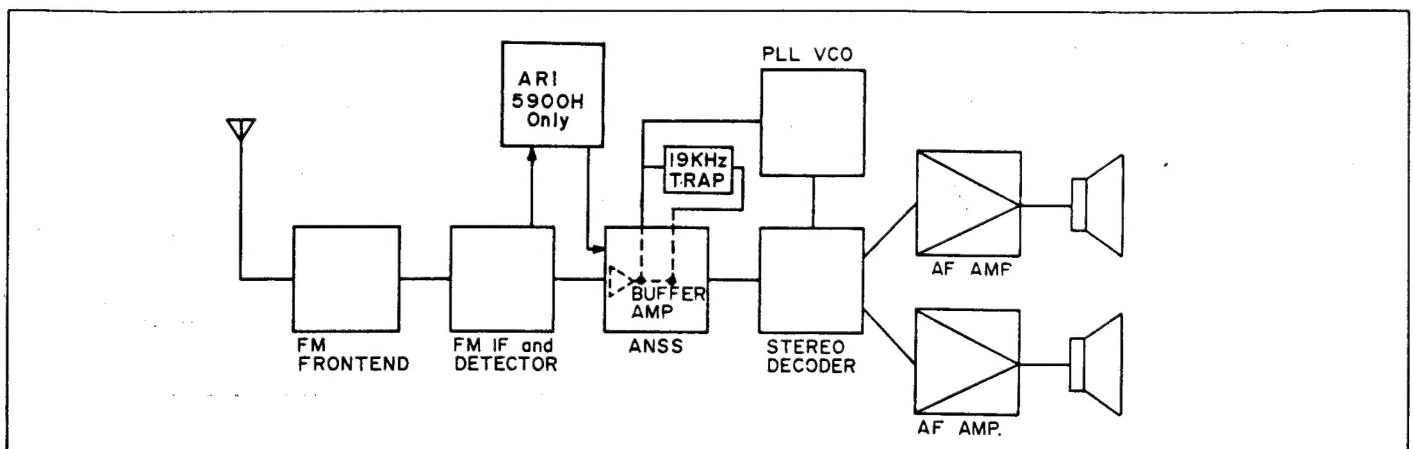 PLL VCO
ARI
5900H
Only
19KHz
TRAP
BUFFER
AMP
FM
FRONTEND
FM IF and
DETECTOR
ANSS
STEREO
DECODER
AF AMP
AF AMP.